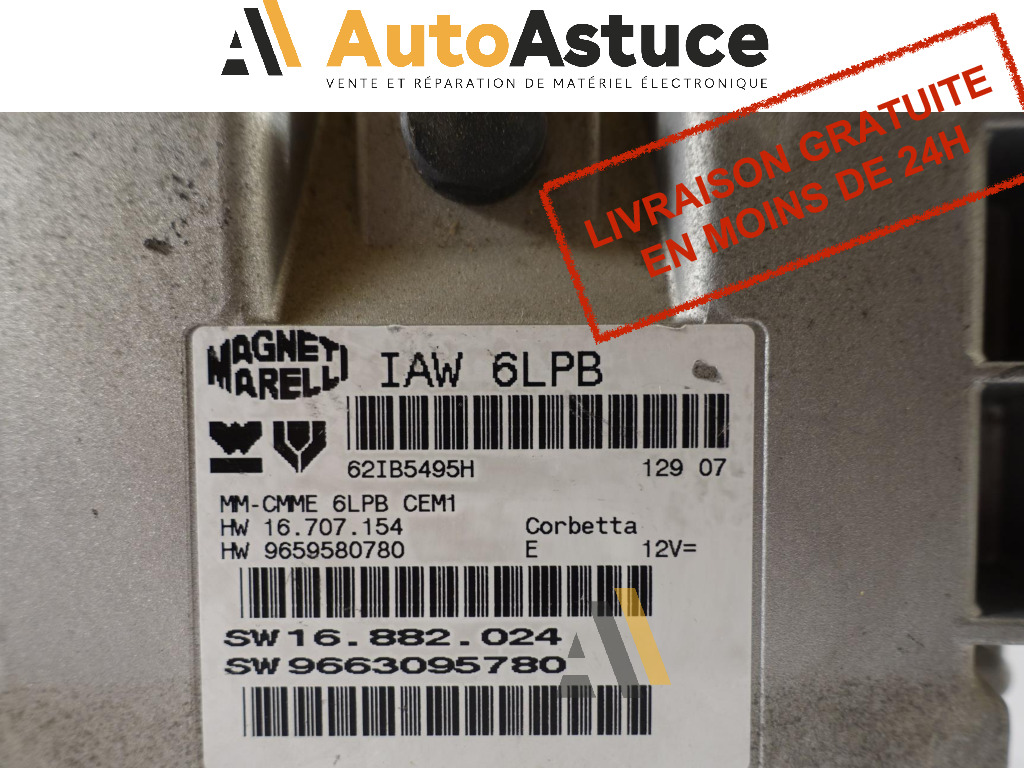 AutoAstuce
VENTE ET RÉPARATION DE MATÉRIEL ÉLECTRONIQUE
LIVRAISON GRATUITE
EN MOINS DE 24H
MAGNETI
MARELLI
IAW 6LPB
62IB5495H 129 07
MM-CMME 6LPB CEM1
HW 16.707.154 Corbetta
HW 9659580780 E 12V=
SW 16.882.024
SW 9663095780